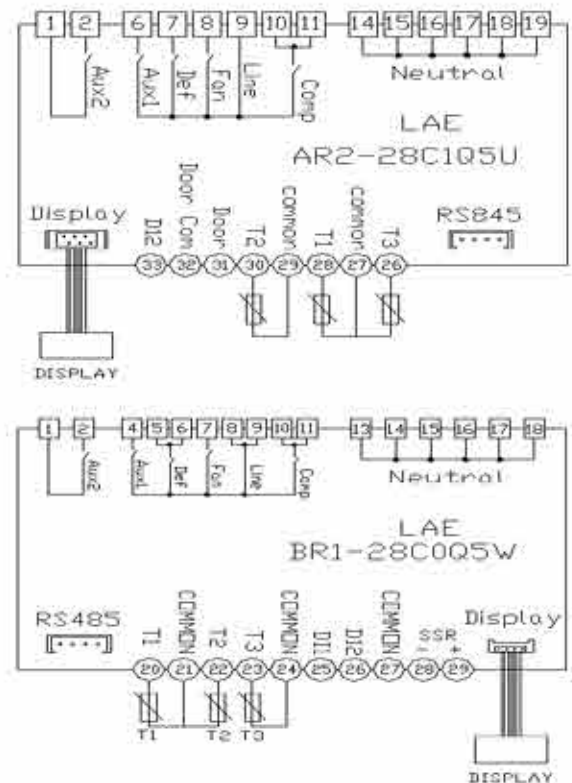 1 2 6 7 8 9 10 11 14 15 16 17 18 19
Aux2 Aux1 Def Fan Line Comp Neutral
LAE
AR2-28C1Q5U
Display D12 Door Com Door T2 common T1 common T3 RS845
33 32 31 30 29 28 27 26
DISPLAY
1 2 4 5 6 7 8 9 10 11 13 14 15 16 17 18
Aux2 Aux1 Def Fan Line Comp Neutral
LAE
BR1-28C0Q5W
RS485 T1 COMMON T2 T3 COMMON DI1 D12 COMMON SSR Display
- +
20 21 22 23 24 25 26 27 28 29
T1 T2 T3
DISPLAY